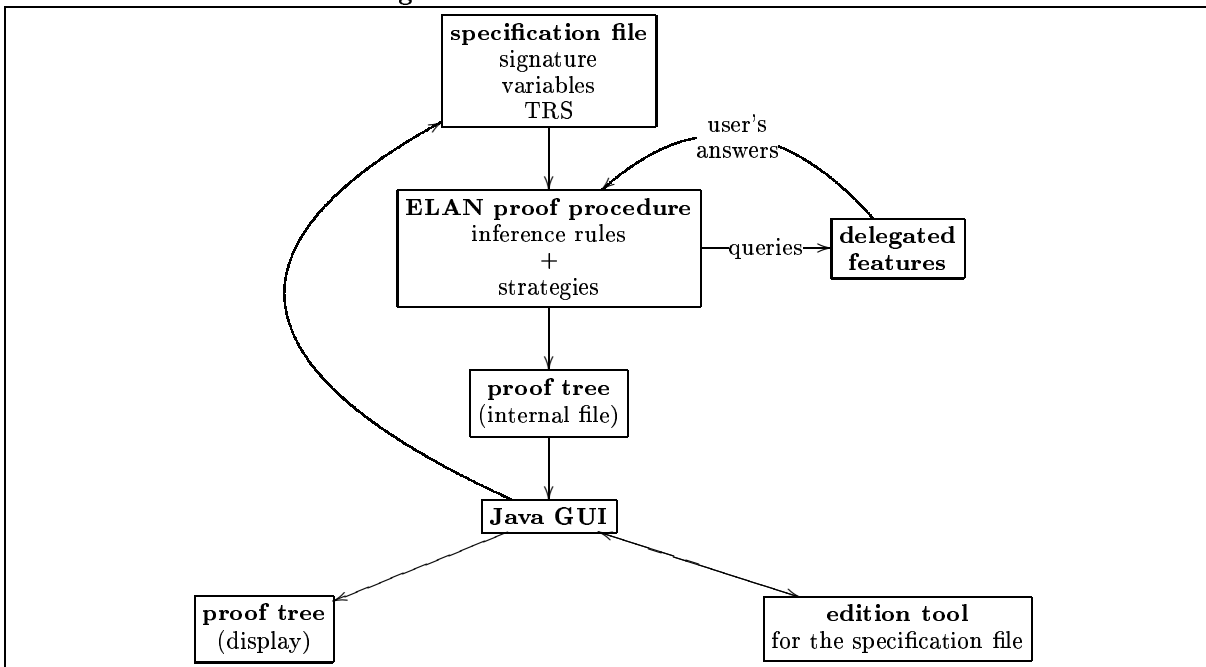 specification file
signature
variables
TRS
user's
answers
ELAN proof procedure
inference rules
+
strategies
queries
delegated
features
proof tree
(internal file)
Java GUI
proof tree
(display)
edition tool
for the specification file